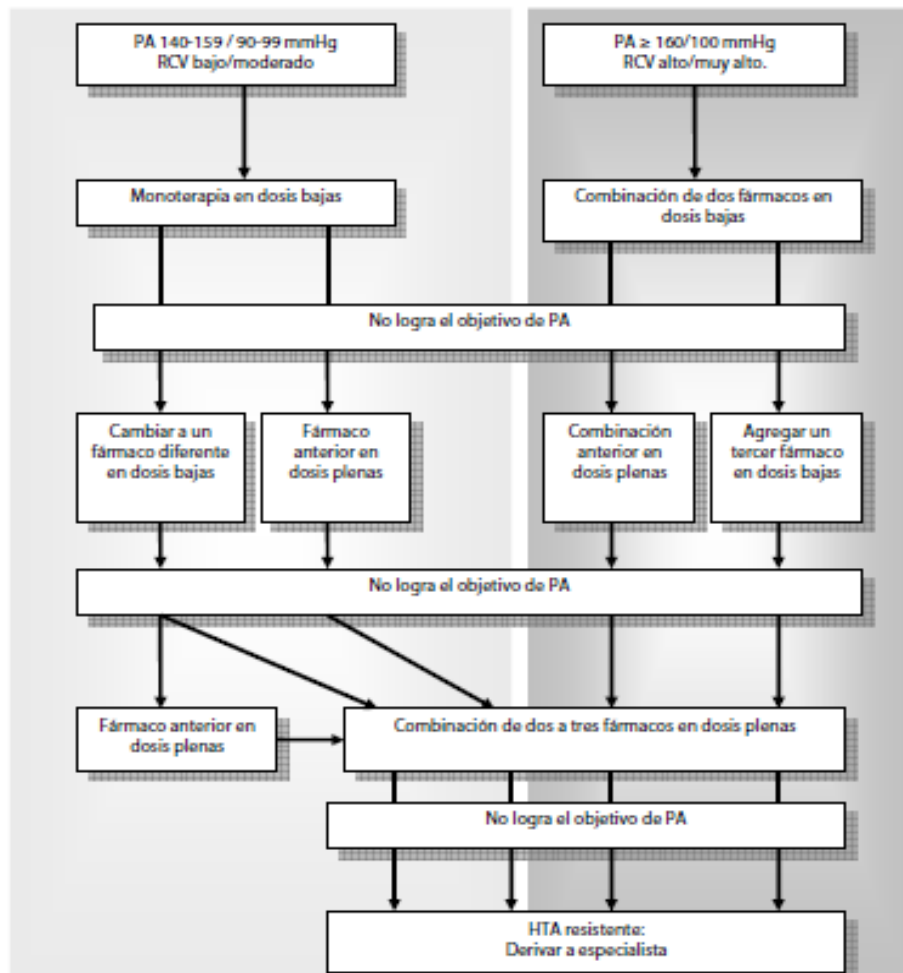 PA 140-159 / 90-99 mmHg
RCV bajo/moderado
PA ≥ 160/100 mmHg
RCV alto/muy alto.
Monoterapia en dosis bajas
Combinación de dos fármacos en
dosis bajas
No logra el objetivo de PA
Cambiar a un
fármaco diferente
en dosis bajas
Fármaco
anterior en
dosis plenas
Combinación
anterior en
dosis plenas
Agregar un
tercer fármaco
en dosis bajas
No logra el objetivo de PA
Fármaco anterior en
dosis plenas
Combinación de dos a tres fármacos en dosis plenas
No logra el objetivo de PA
HTA resistente:
Derivar a especialista